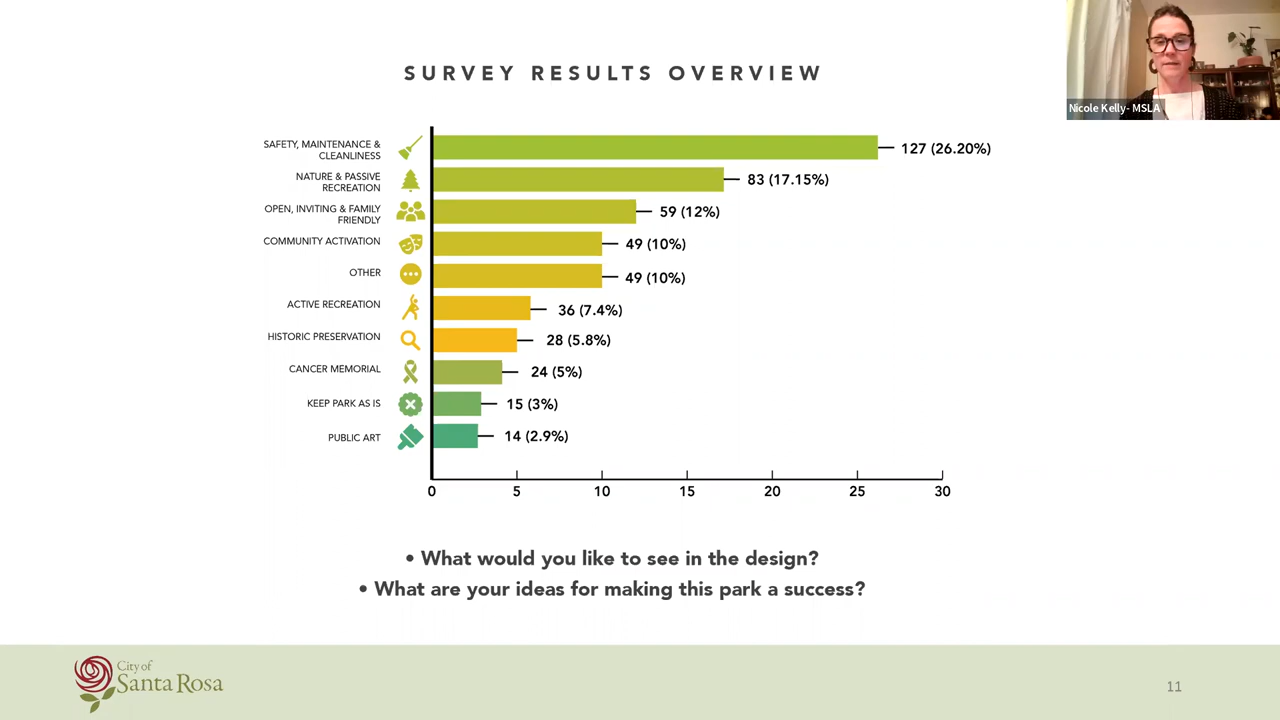 Nicole Kelly- MSLA
SURVEY RESULTS OVERVIEW
SAFETY, MAINTENANCE &
CLEANLINESS
127 (26.20%)
NATURE & PASSIVE
RECREATION
83 (17.15%)
OPEN, INVITING & FAMILY
FRIENDLY
59 (12%)
COMMUNITY ACTIVATION
49 (10%)
OTHER
49 (10%)
ACTIVE RECREATION
36 (7.4%)
HISTORIC PRESERVATION
28 (5.8%)
CANCER MEMORIAL
24 (5%)
KEEP PARK AS IS
15 (3%)
PUBLIC ART
14 (2.9%)
0 5 10 15 20 25 30
• What would you like to see in the design?
• What are your ideas for making this park a success?
City of
Santa Rosa
11